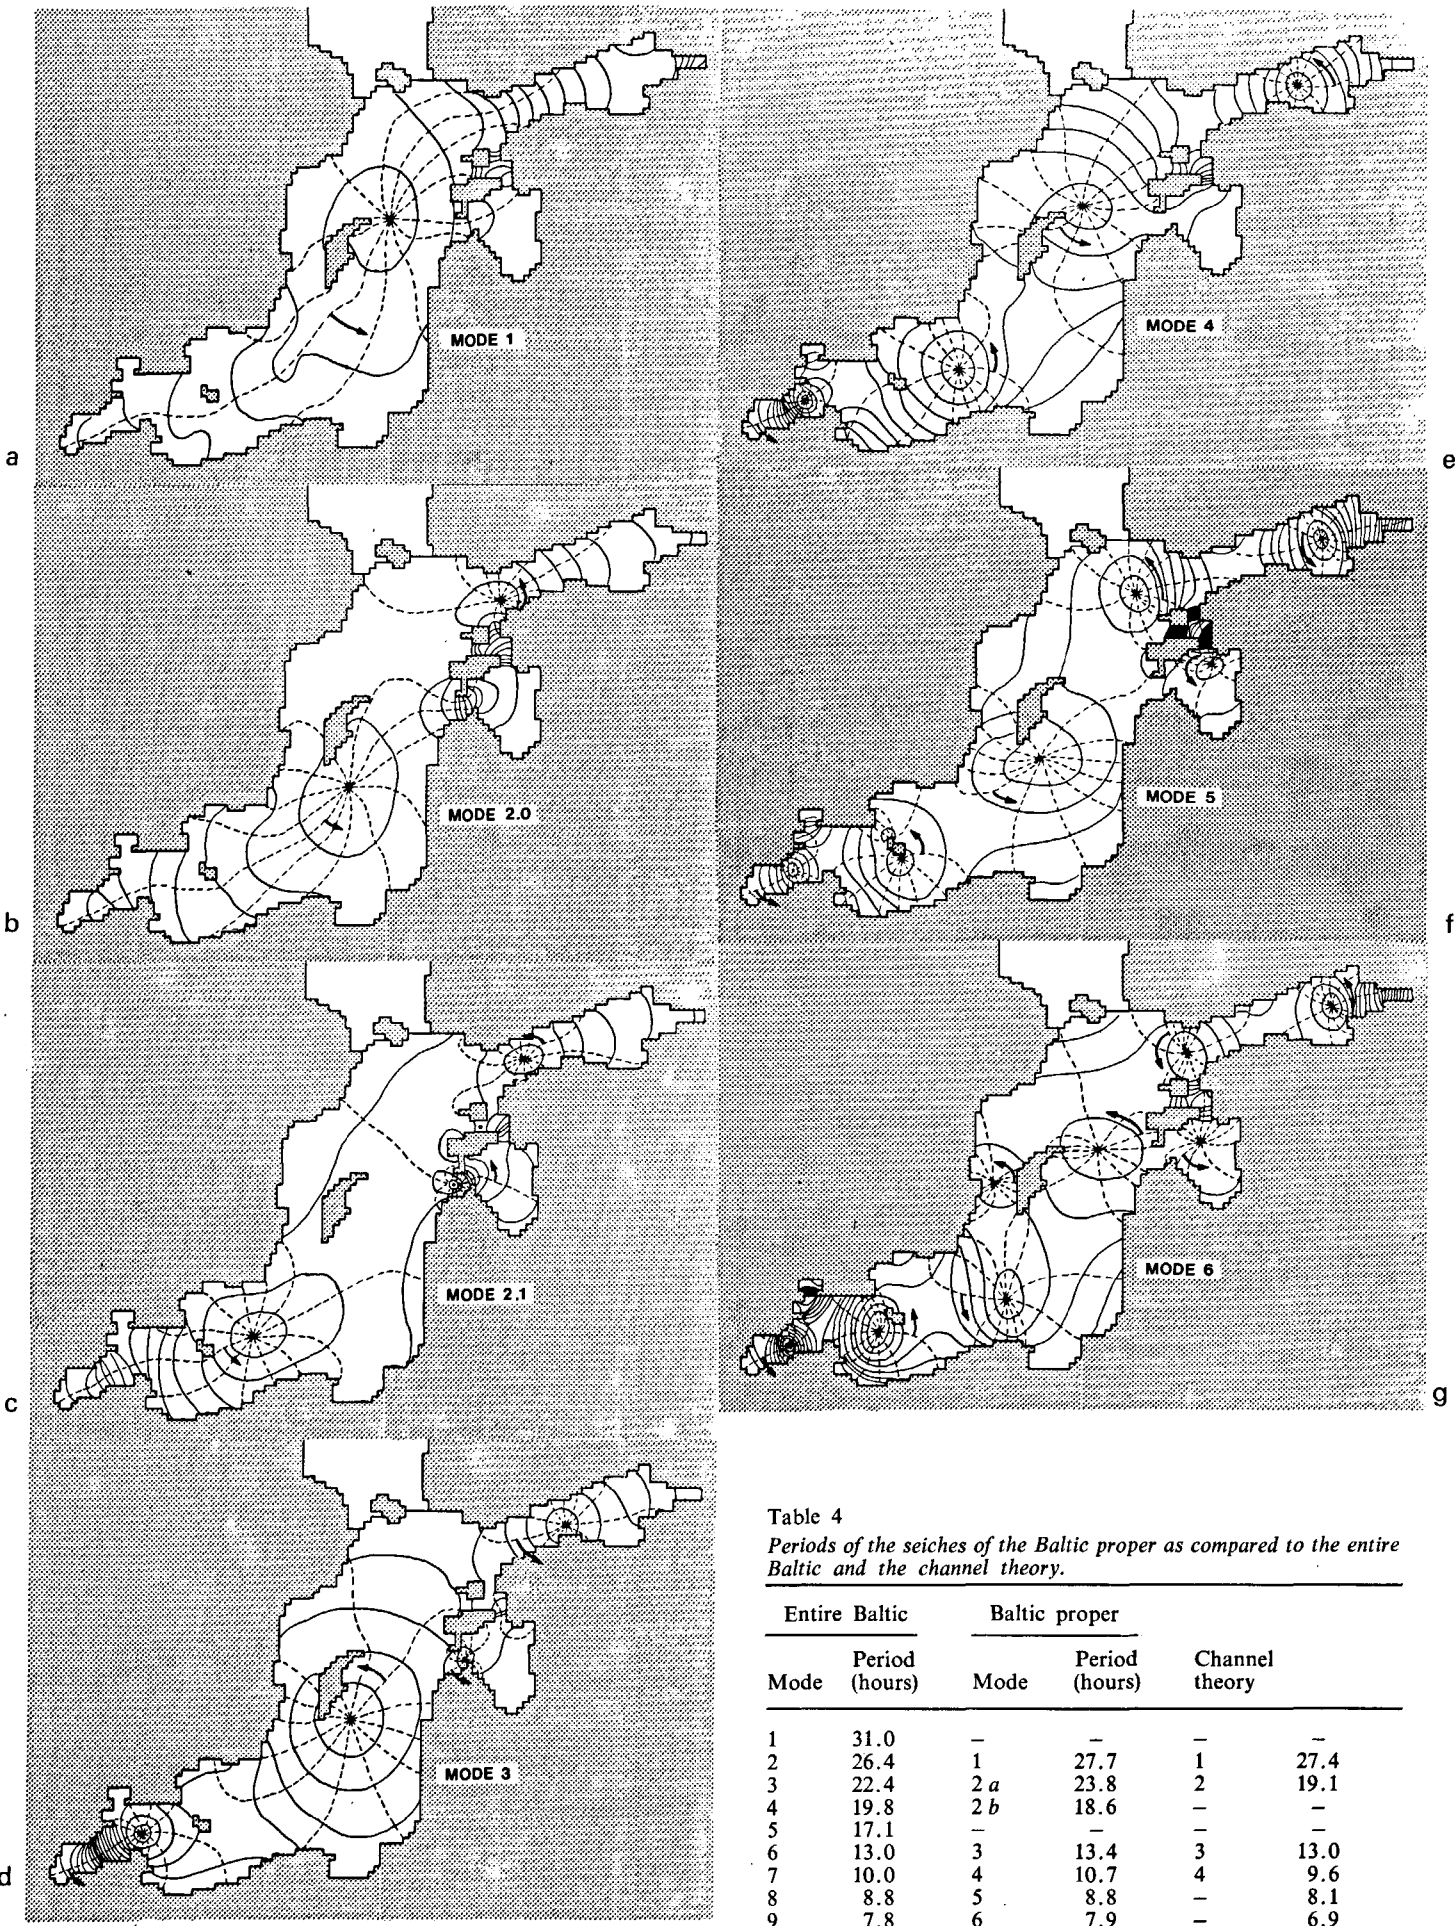 a
MODE 1
b
MODE 2.0
c
MODE 2.1
d
MODE 3
e
MODE 4
f
MODE 5
g
MODE 6
Table 4
Periods of the seiches of the Baltic proper as compared to the entire
Baltic and the channel theory.
Entire Baltic Baltic proper
Period Period Channel
Mode (hours) Mode (hours) theory
1 31.0 – – – –
2 26.4 1 27.7 1 27.4
3 22.4 2 a 23.8 2 19.1
4 19.8 2 b 18.6 – –
5 17.1 – – – –
6 13.0 3 13.4 3 13.0
7 10.0 4 10.7 4 9.6
8 8.8 5 8.8 – 8.1
9 7.8 6 7.9 – 6.9